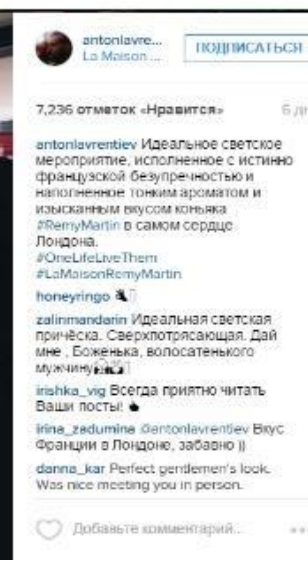 antonlavre...
La Maison ...
ПОДПИСАТЬСЯ
7,236 отметок «Нравится»
6 дн
antonlavrentiev Идеальное светское
мероприятие, исполненное с истинно
французской безупречностью и
наполненное тонким ароматом и
изысканным вкусом коньяка
#RemyMartin в самом сердце
Лондона.
#OneLifeLiveThem
#LaMaisonRemyMartin
honeyringo
zalinmandarin Идеальная светская
причёска. Сверхпотрясающая. Дай
мне , Боженька, волосатенького
мужчину
irishka_vig Всегда приятно читать
Ваши посты!
irina_zadumina @antonlavrentiev Вкус
Франции в Лондоне, забавно ))
danna_kar Perfect gentlemen's look.
Was nice meeting you in person.
Добавьте комментарий...